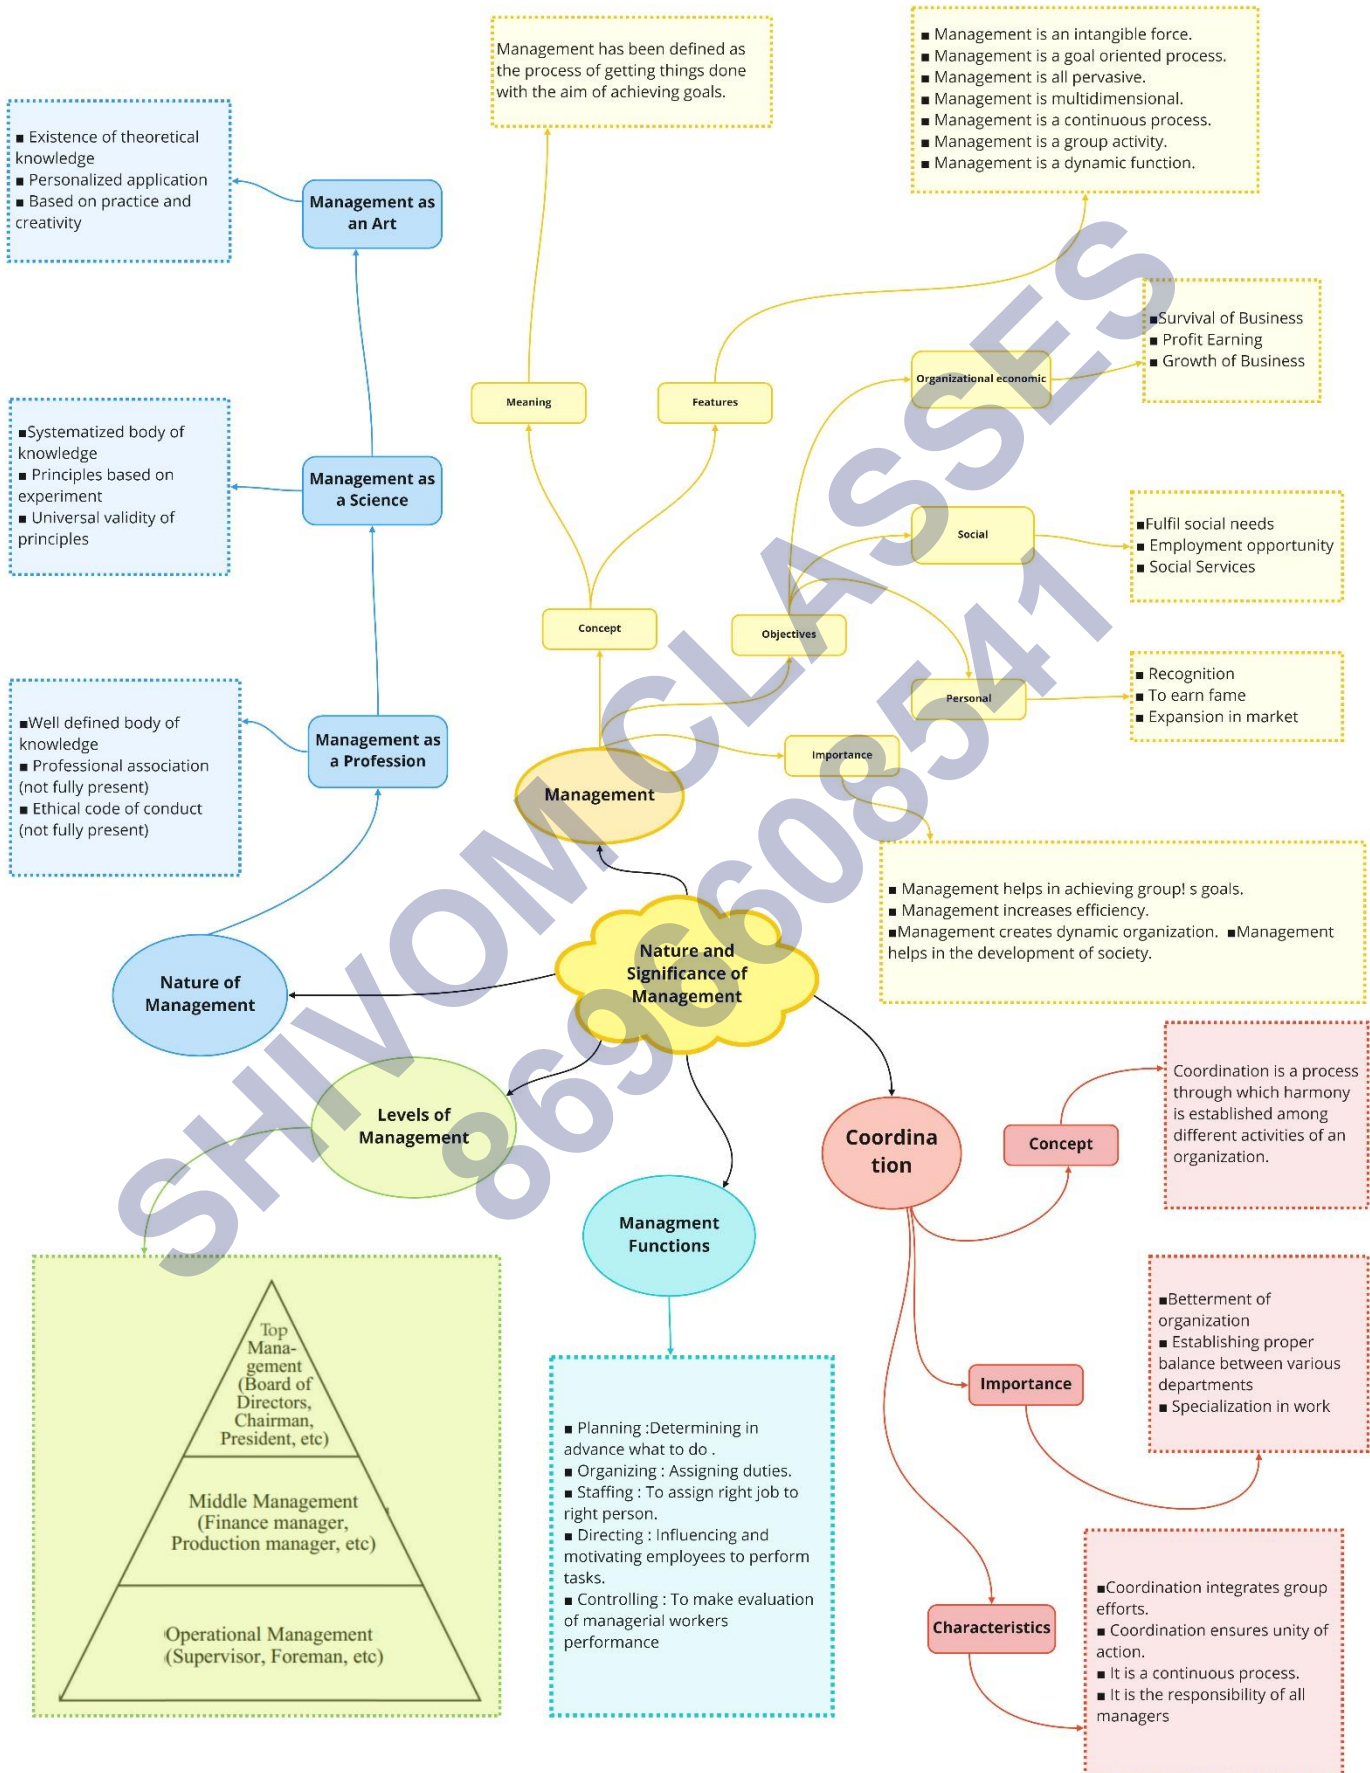 Management has been defined as
the process of getting things done
with the aim of achieving goals.
■ Management is an intangible force.
■ Management is a goal oriented process.
■ Management is all pervasive.
■ Management is multidimensional.
■ Management is a continuous process.
■ Management is a group activity.
■ Management is a dynamic function.
■ Existence of theoretical
knowledge
■ Personalized application
■ Based on practice and
creativity
Management as
an Art
■Survival of Business
■ Profit Earning
■ Growth of Business
Organizational economic
Meaning
Features
■Systematized body of
knowledge
■ Principles based on
experiment
■ Universal validity of
principles
Management as
a Science
Social
■Fulfil social needs
■ Employment opportunity
■ Social Services
Concept
Objectives
■ Recognition
■ To earn fame
■ Expansion in market
Personal
■Well defined body of
knowledge
■ Professional association
(not fully present)
■ Ethical code of conduct
(not fully present)
Management as
a Profession
Importance
Management
■ Management helps in achieving group! s goals.
■ Management increases efficiency.
■Management creates dynamic organization. ■Management
helps in the development of society.
Nature and
Significance of
Management
Nature of
Management
Levels of
Management
Coordina
tion
Concept
Coordination is a process
through which harmony
is established among
different activities of an
organization.
Managment
Functions
Top
Mana-
gement
(Board of
Directors,
Chairman,
President, etc)
Middle Management
(Finance manager,
Production manager, etc)
Operational Management
(Supervisor, Foreman, etc)
■ Planning :Determining in
advance what to do .
■ Organizing : Assigning duties.
■ Staffing : To assign right job to
right person.
■ Directing : Influencing and
motivating employees to perform
tasks.
■ Controlling : To make evaluation
of managerial workers
performance
Importance
■Betterment of
organization
■ Establishing proper
balance between various
departments
■ Specialization in work
Characteristics
■Coordination integrates group
efforts.
■ Coordination ensures unity of
action.
■ It is a continuous process.
■ It is the responsibility of all
managers
SHIVOM CLASSES
8696608541